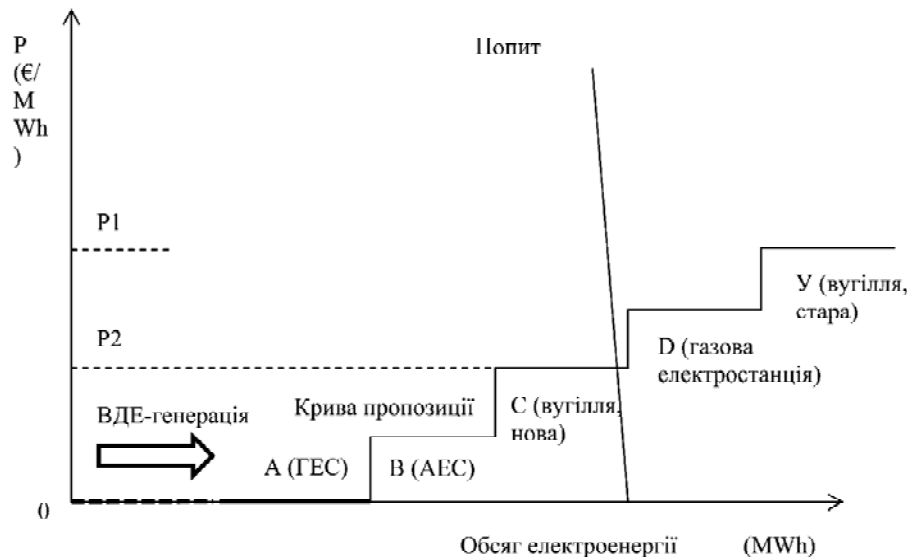 P
(€/
M
Wh
)
Попит
P1
P2
У (вугілля,
стара)
D (газова
електростанція)
ВДЕ-генерація
Крива пропозиції
С (вугілля,
нова)
А (ГЕС)
В (АЕС)
0
Обсяг електроенергії (MWh)